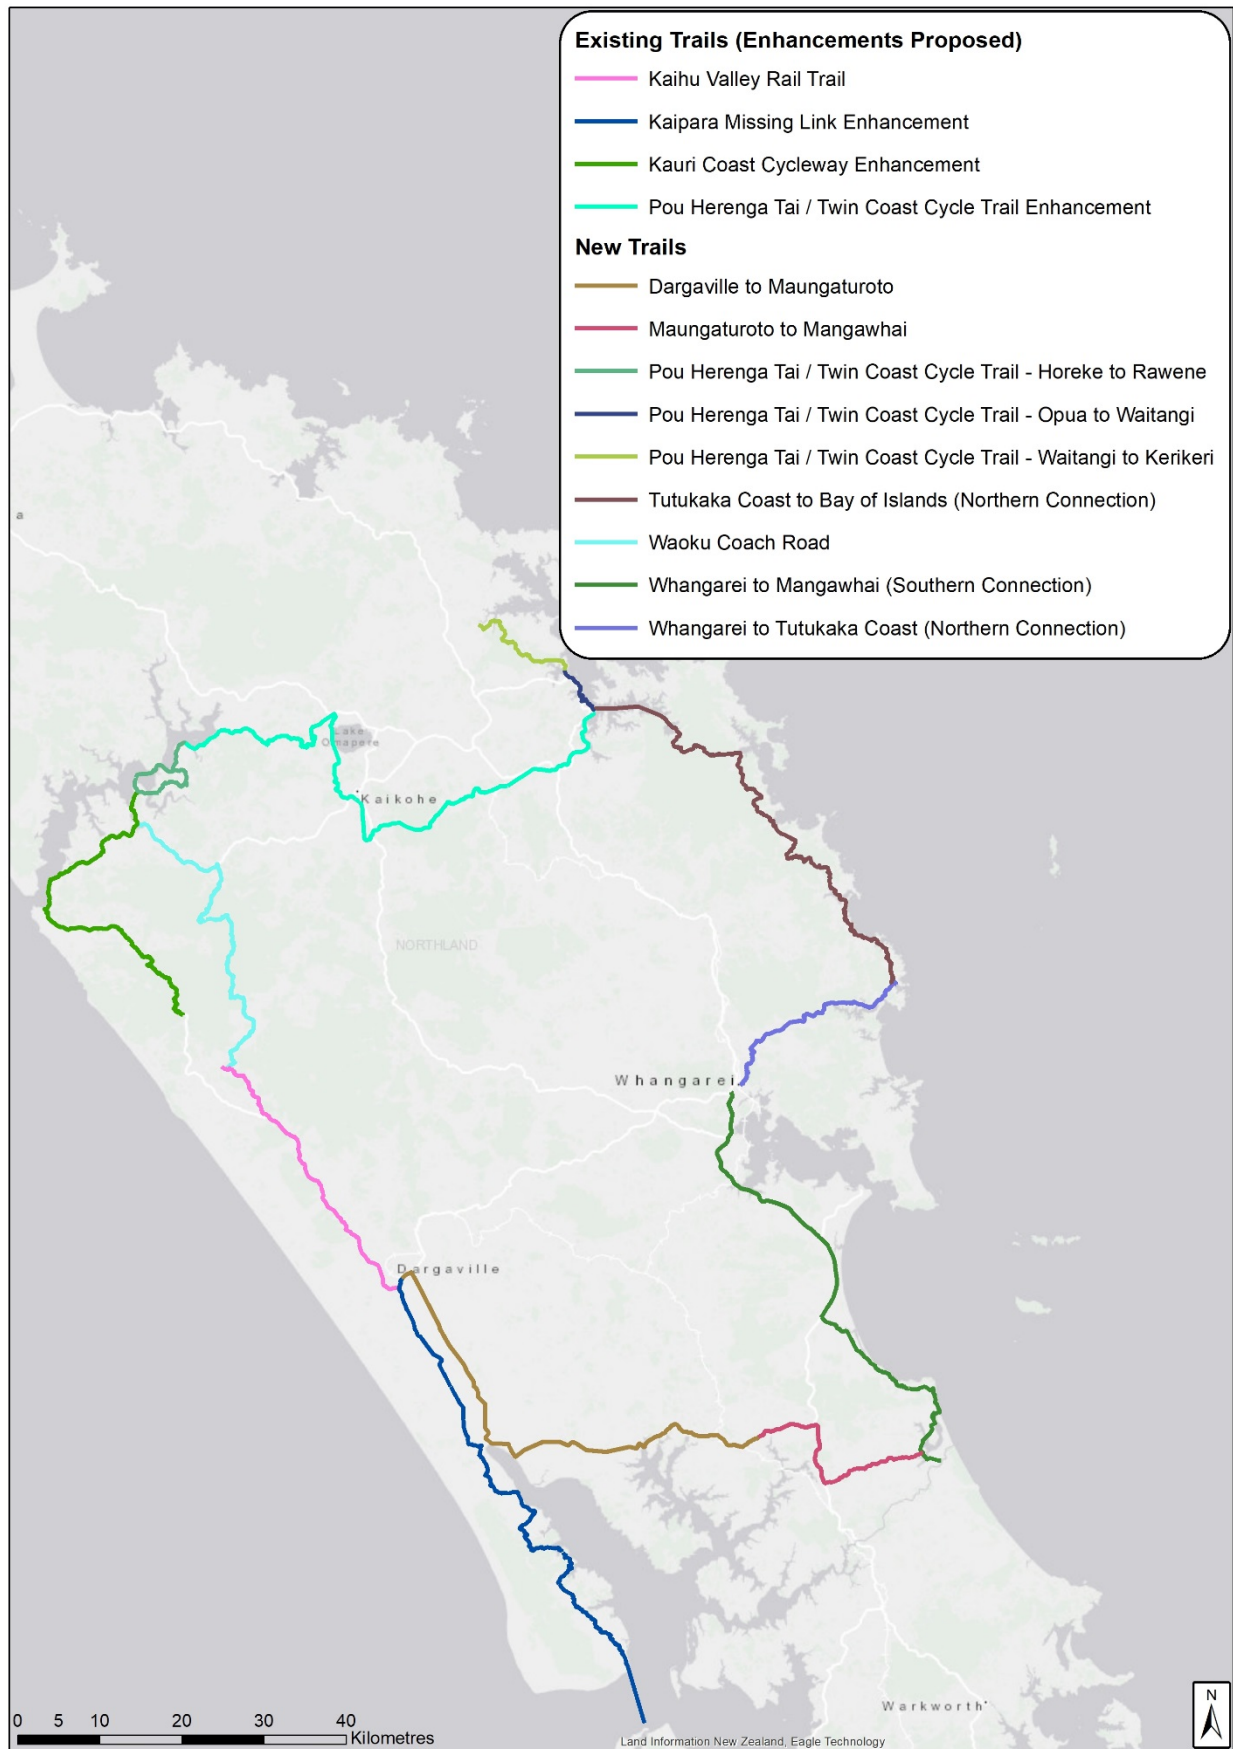 Existing Trails (Enhancements Proposed)
Kaihu Valley Rail Trail
Kaipara Missing Link Enhancement
Kauri Coast Cycleway Enhancement
Pou Herenga Tai / Twin Coast Cycle Trail Enhancement
New Trails
Dargaville to Maungaturoto
Maungaturoto to Mangawhai
Pou Herenga Tai / Twin Coast Cycle Trail - Horeke to Rawene
Pou Herenga Tai / Twin Coast Cycle Trail - Opua to Waitangi
Pou Herenga Tai / Twin Coast Cycle Trail - Waitangi to Kerikeri
Tutukaka Coast to Bay of Islands (Northern Connection)
Waoku Coach Road
Whangarei to Mangawhai (Southern Connection)
Whangarei to Tutukaka Coast (Northern Connection)
a
Lake
Omapere
Kaikohe
NORTHLAND
Whangarei
Dargaville
Warkworth
N
0 5 10 20 30 40
Kilometres
Land Information New Zealand, Eagle Technology